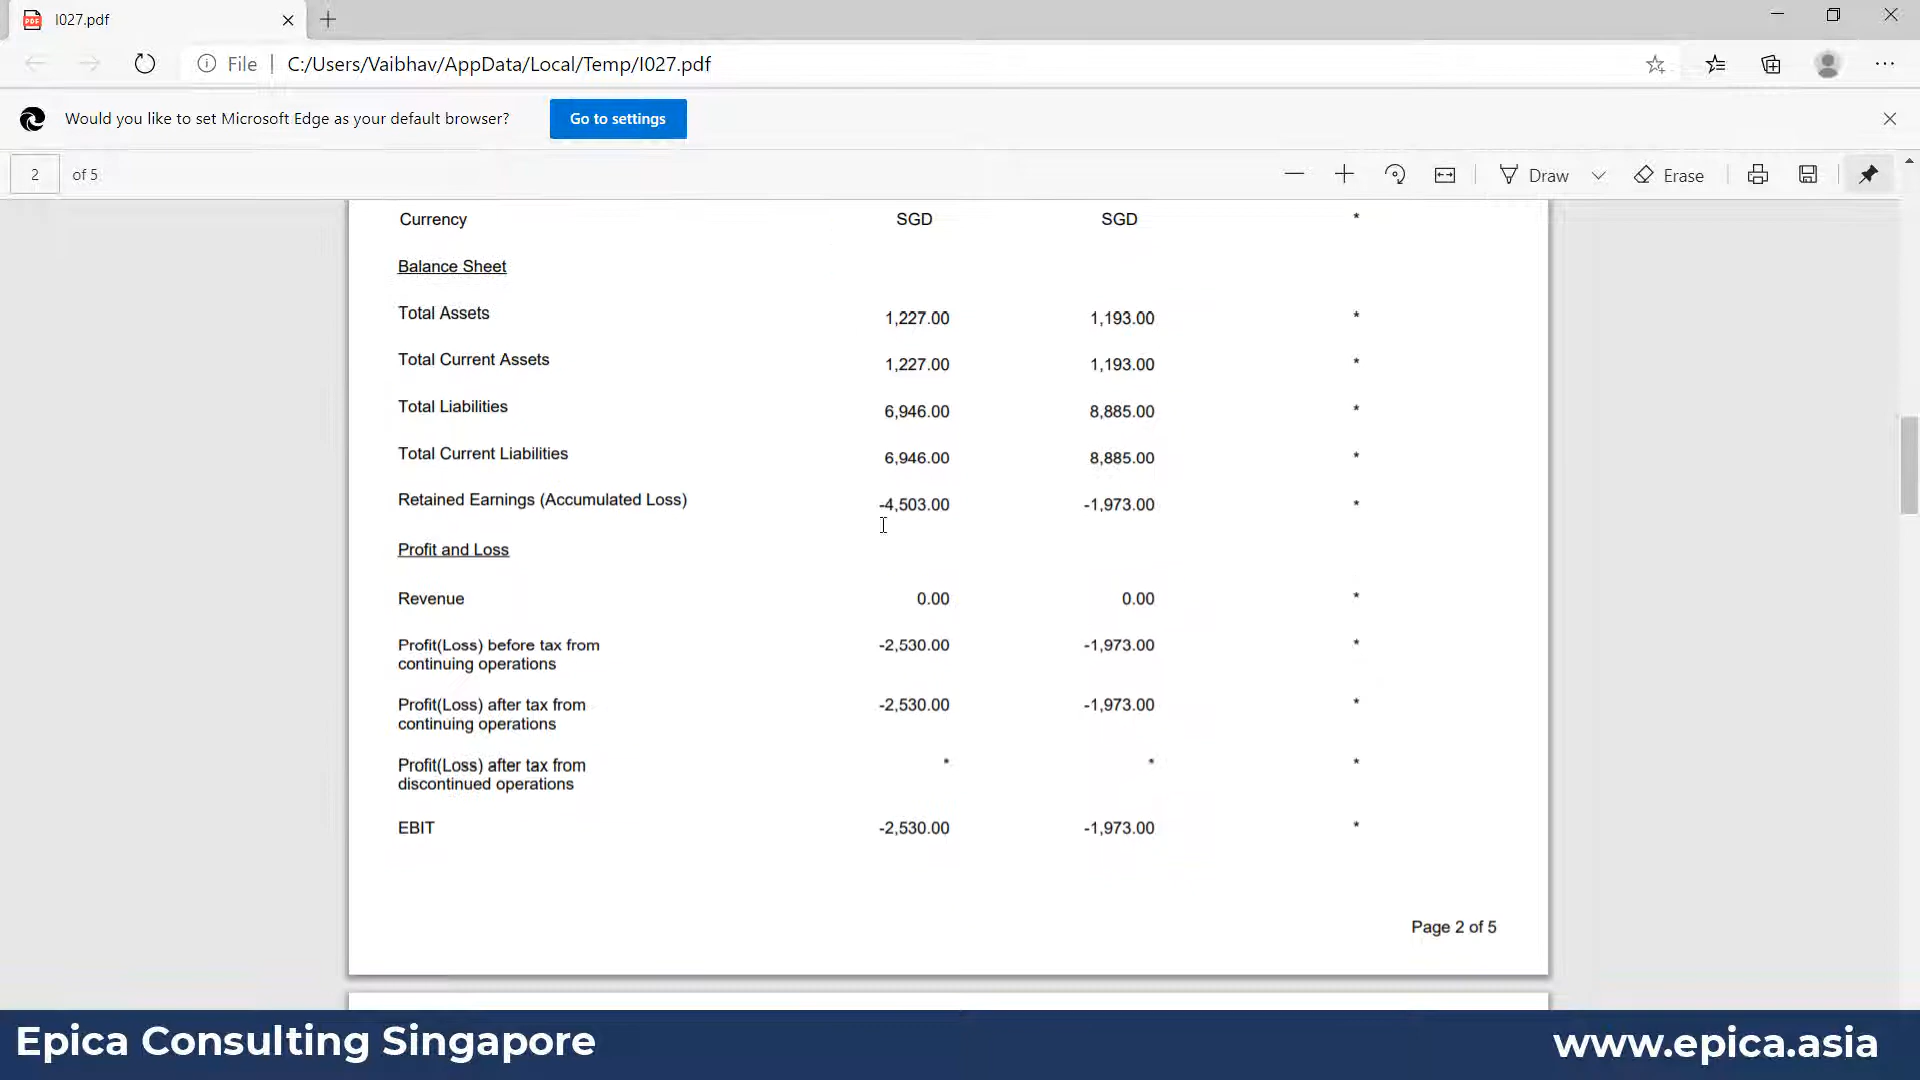 I027.pdf
File | C:/Users/Vaibhav/AppData/Local/Temp/I027.pdf
Would you like to set Microsoft Edge as your default browser? Go to settings
2 of 5 Draw Erase
Currency SGD SGD *
Balance Sheet
Total Assets 1,227.00 1,193.00 *
Total Current Assets 1,227.00 1,193.00 *
Total Liabilities 6,946.00 8,885.00 *
Total Current Liabilities 6,946.00 8,885.00 *
Retained Earnings (Accumulated Loss) -4,503.00 -1,973.00 *
Profit and Loss
Revenue 0.00 0.00 *
Profit(Loss) before tax from -2,530.00 -1,973.00 *
continuing operations
Profit(Loss) after tax from -2,530.00 -1,973.00 *
continuing operations
Profit(Loss) after tax from * * *
discontinued operations
EBIT -2,530.00 -1,973.00 *
Page 2 of 5
Epica Consulting Singapore www.epica.asia